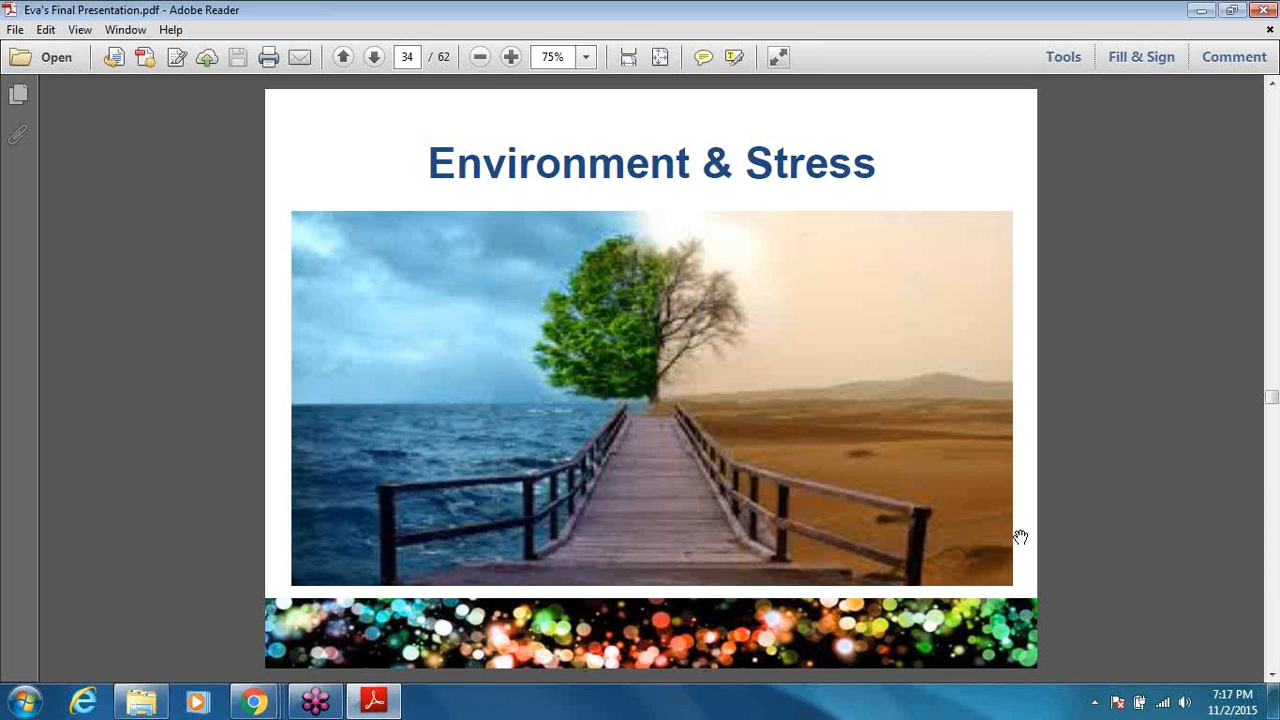 Eva's Final Presentation.pdf - Adobe Reader
File Edit View Window Help
Open 34 / 62 75% Tools Fill & Sign Comment
Environment & Stress
7:17 PM
11/2/2015